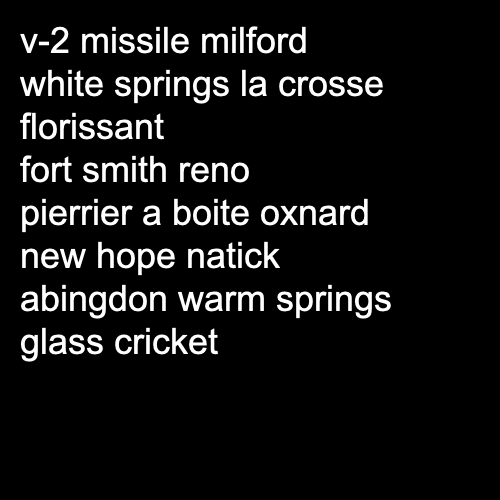 v-2 missile milford
white springs la crosse
florissant
fort smith reno
pierrier a boite oxnard
new hope natick
abingdon warm springs
glass cricket